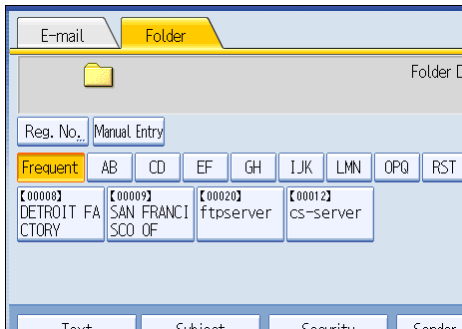 E-mail
Folder
Folder D
Reg. No.
Manual Entry
Frequent AB CD EF GH IJK LMN OPQ RST
[00008] [00009] [00020] [00012]
DETROIT FA SAN FRANCI ftpserver cs-server
CTORY SCO OF
Text Subject Security Sender